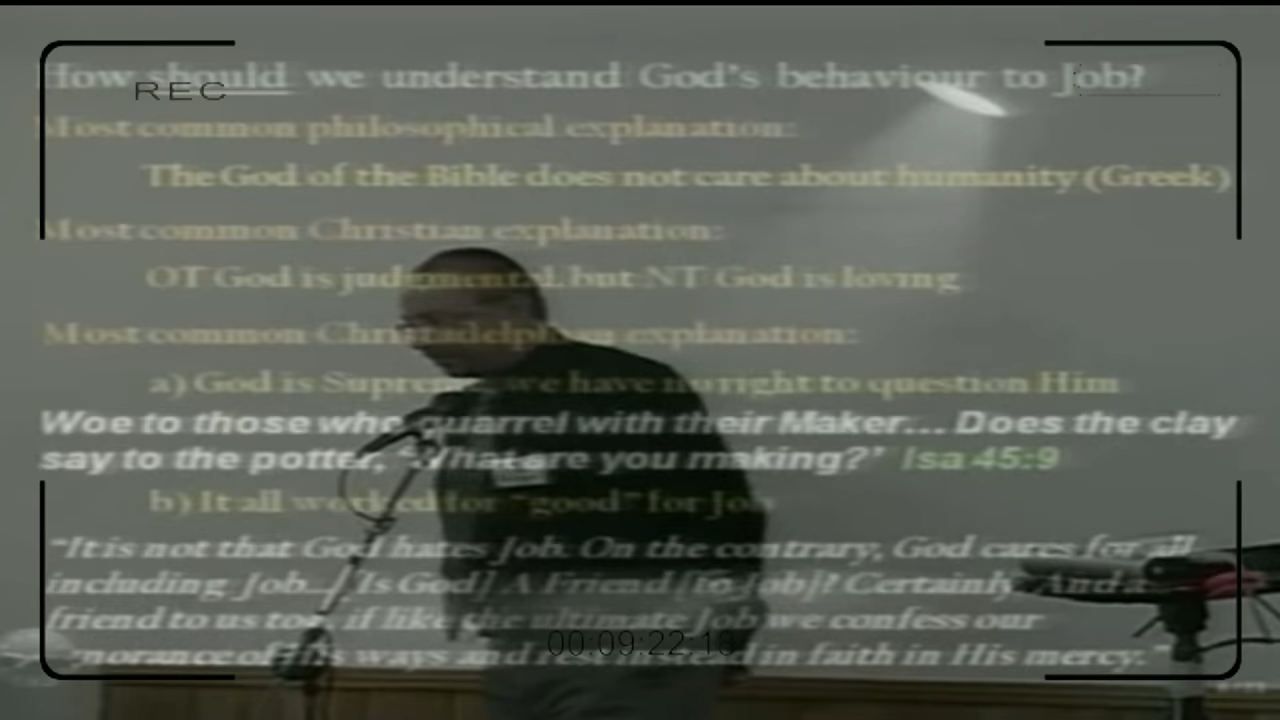 How should we understand God's behaviour to Job?
REC
Most common philosophical explanation:
The God of the Bible does not care about humanity (Greek)
Most common Christian explanation:
OT God is judgmental, but NT God is loving
Most common Christadelphian explanation:
a) God is Supreme, we have no right to question Him
Woe to those who quarrel with their Maker... Does the clay
say to the potter, 'What are you making?' Isa 45:9
b) It all worked for "good" for Job
"It is not that God hates Job. On the contrary, God cares for all
including Job...[Is God] A Friend [to Job]? Certainly. And a
friend to us too, if like the ultimate Job we confess our
ignorance of His ways and rest instead in faith in His mercy."
00:09:22:18